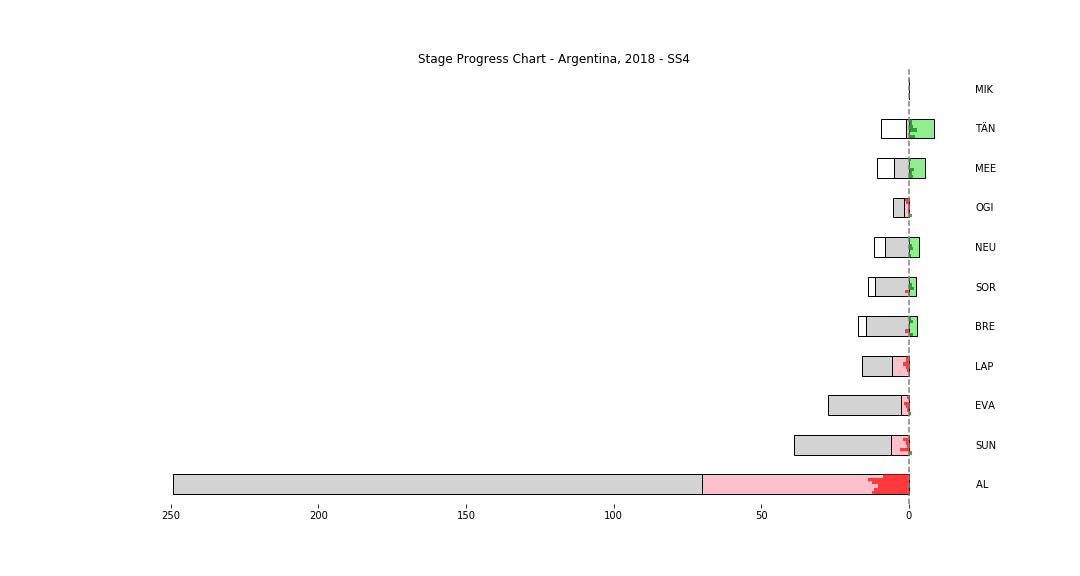 Stage Progress Chart - Argentina, 2018 - SS4
MIK
TÄN
MEE
OGI
NEU
SOR
BRE
LAP
EVA
SUN
AL
250 200 150 100 50 0